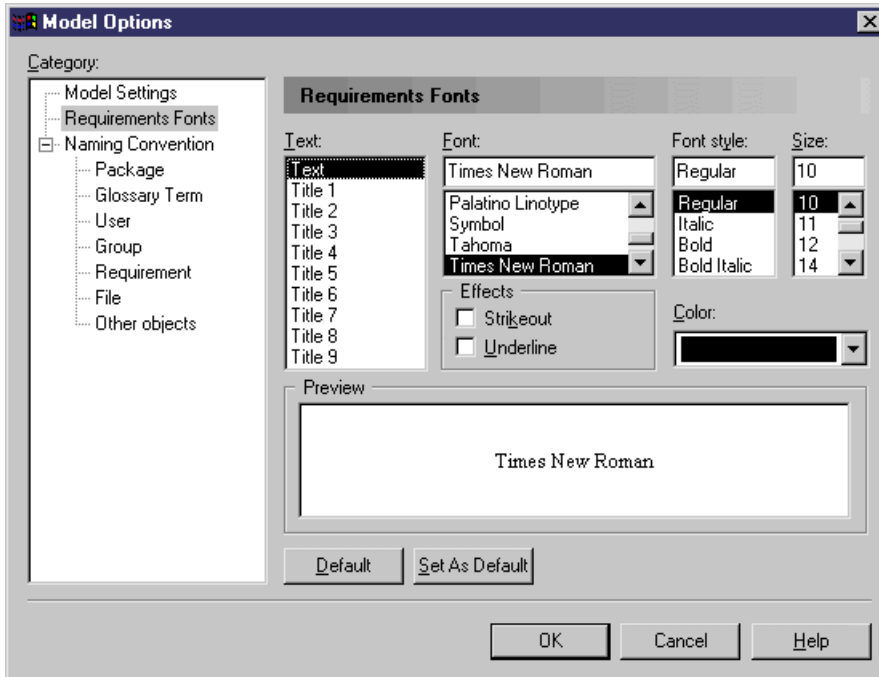 Model Options
Category:
Model Settings
Requirements Fonts
Naming Convention
Package
Glossary Term
User
Group
Requirement
File
Other objects
Requirements Fonts
Text:
Text
Title 1
Title 2
Title 3
Title 4
Title 5
Title 6
Title 7
Title 8
Title 9
Font:
Times New Roman
Palatino Linotype
Symbol
Tahoma
Times New Roman
Font style:
Regular
Regular
Italic
Bold
Bold Italic
Size:
10
10
11
12
14
Effects
Strikeout
Underline
Color:
Preview
Times New Roman
Default
Set As Default
OK
Cancel
Help